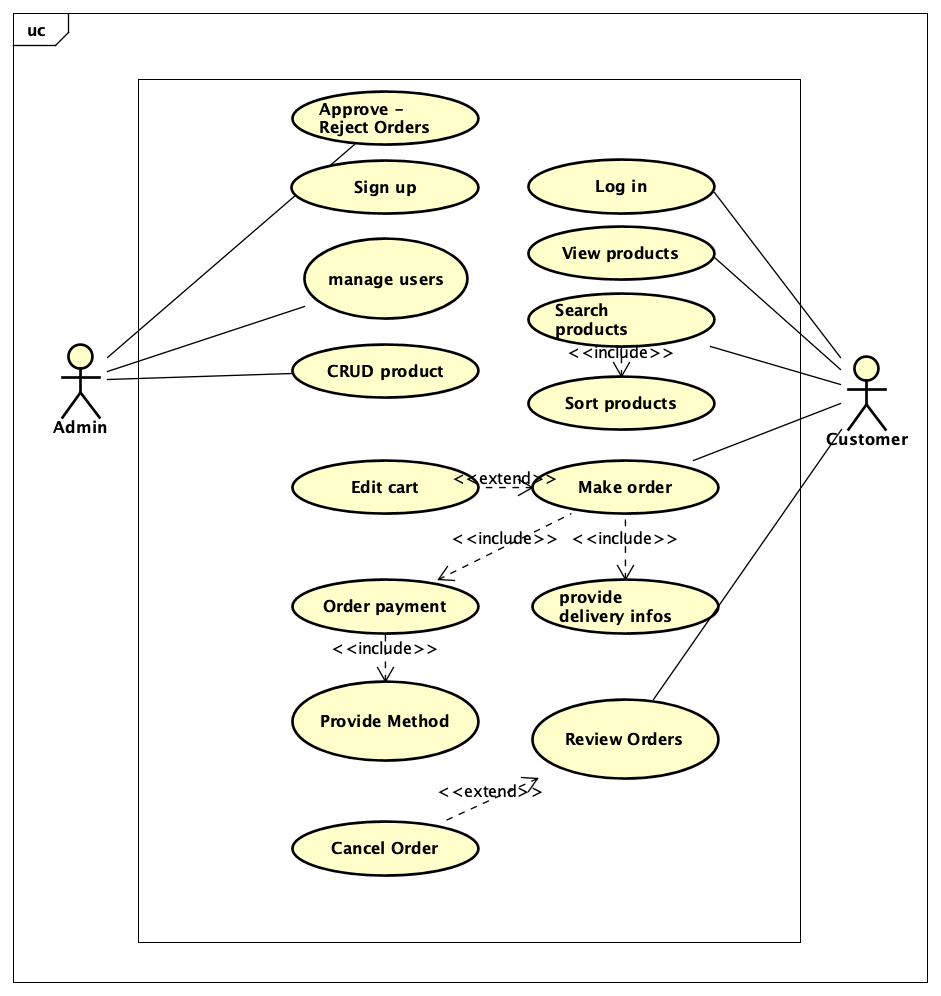 uc
Approve -
Reject Orders
Sign up
Log in
View products
manage users
Search
products
<<include>>
CRUD product
Sort products
Admin
Customer
Edit cart
<<extend>>
Make order
<<include>>
<<include>>
Order payment
provide
delivery infos
<<include>>
Provide Method
Review Orders
<<extend>>
Cancel Order